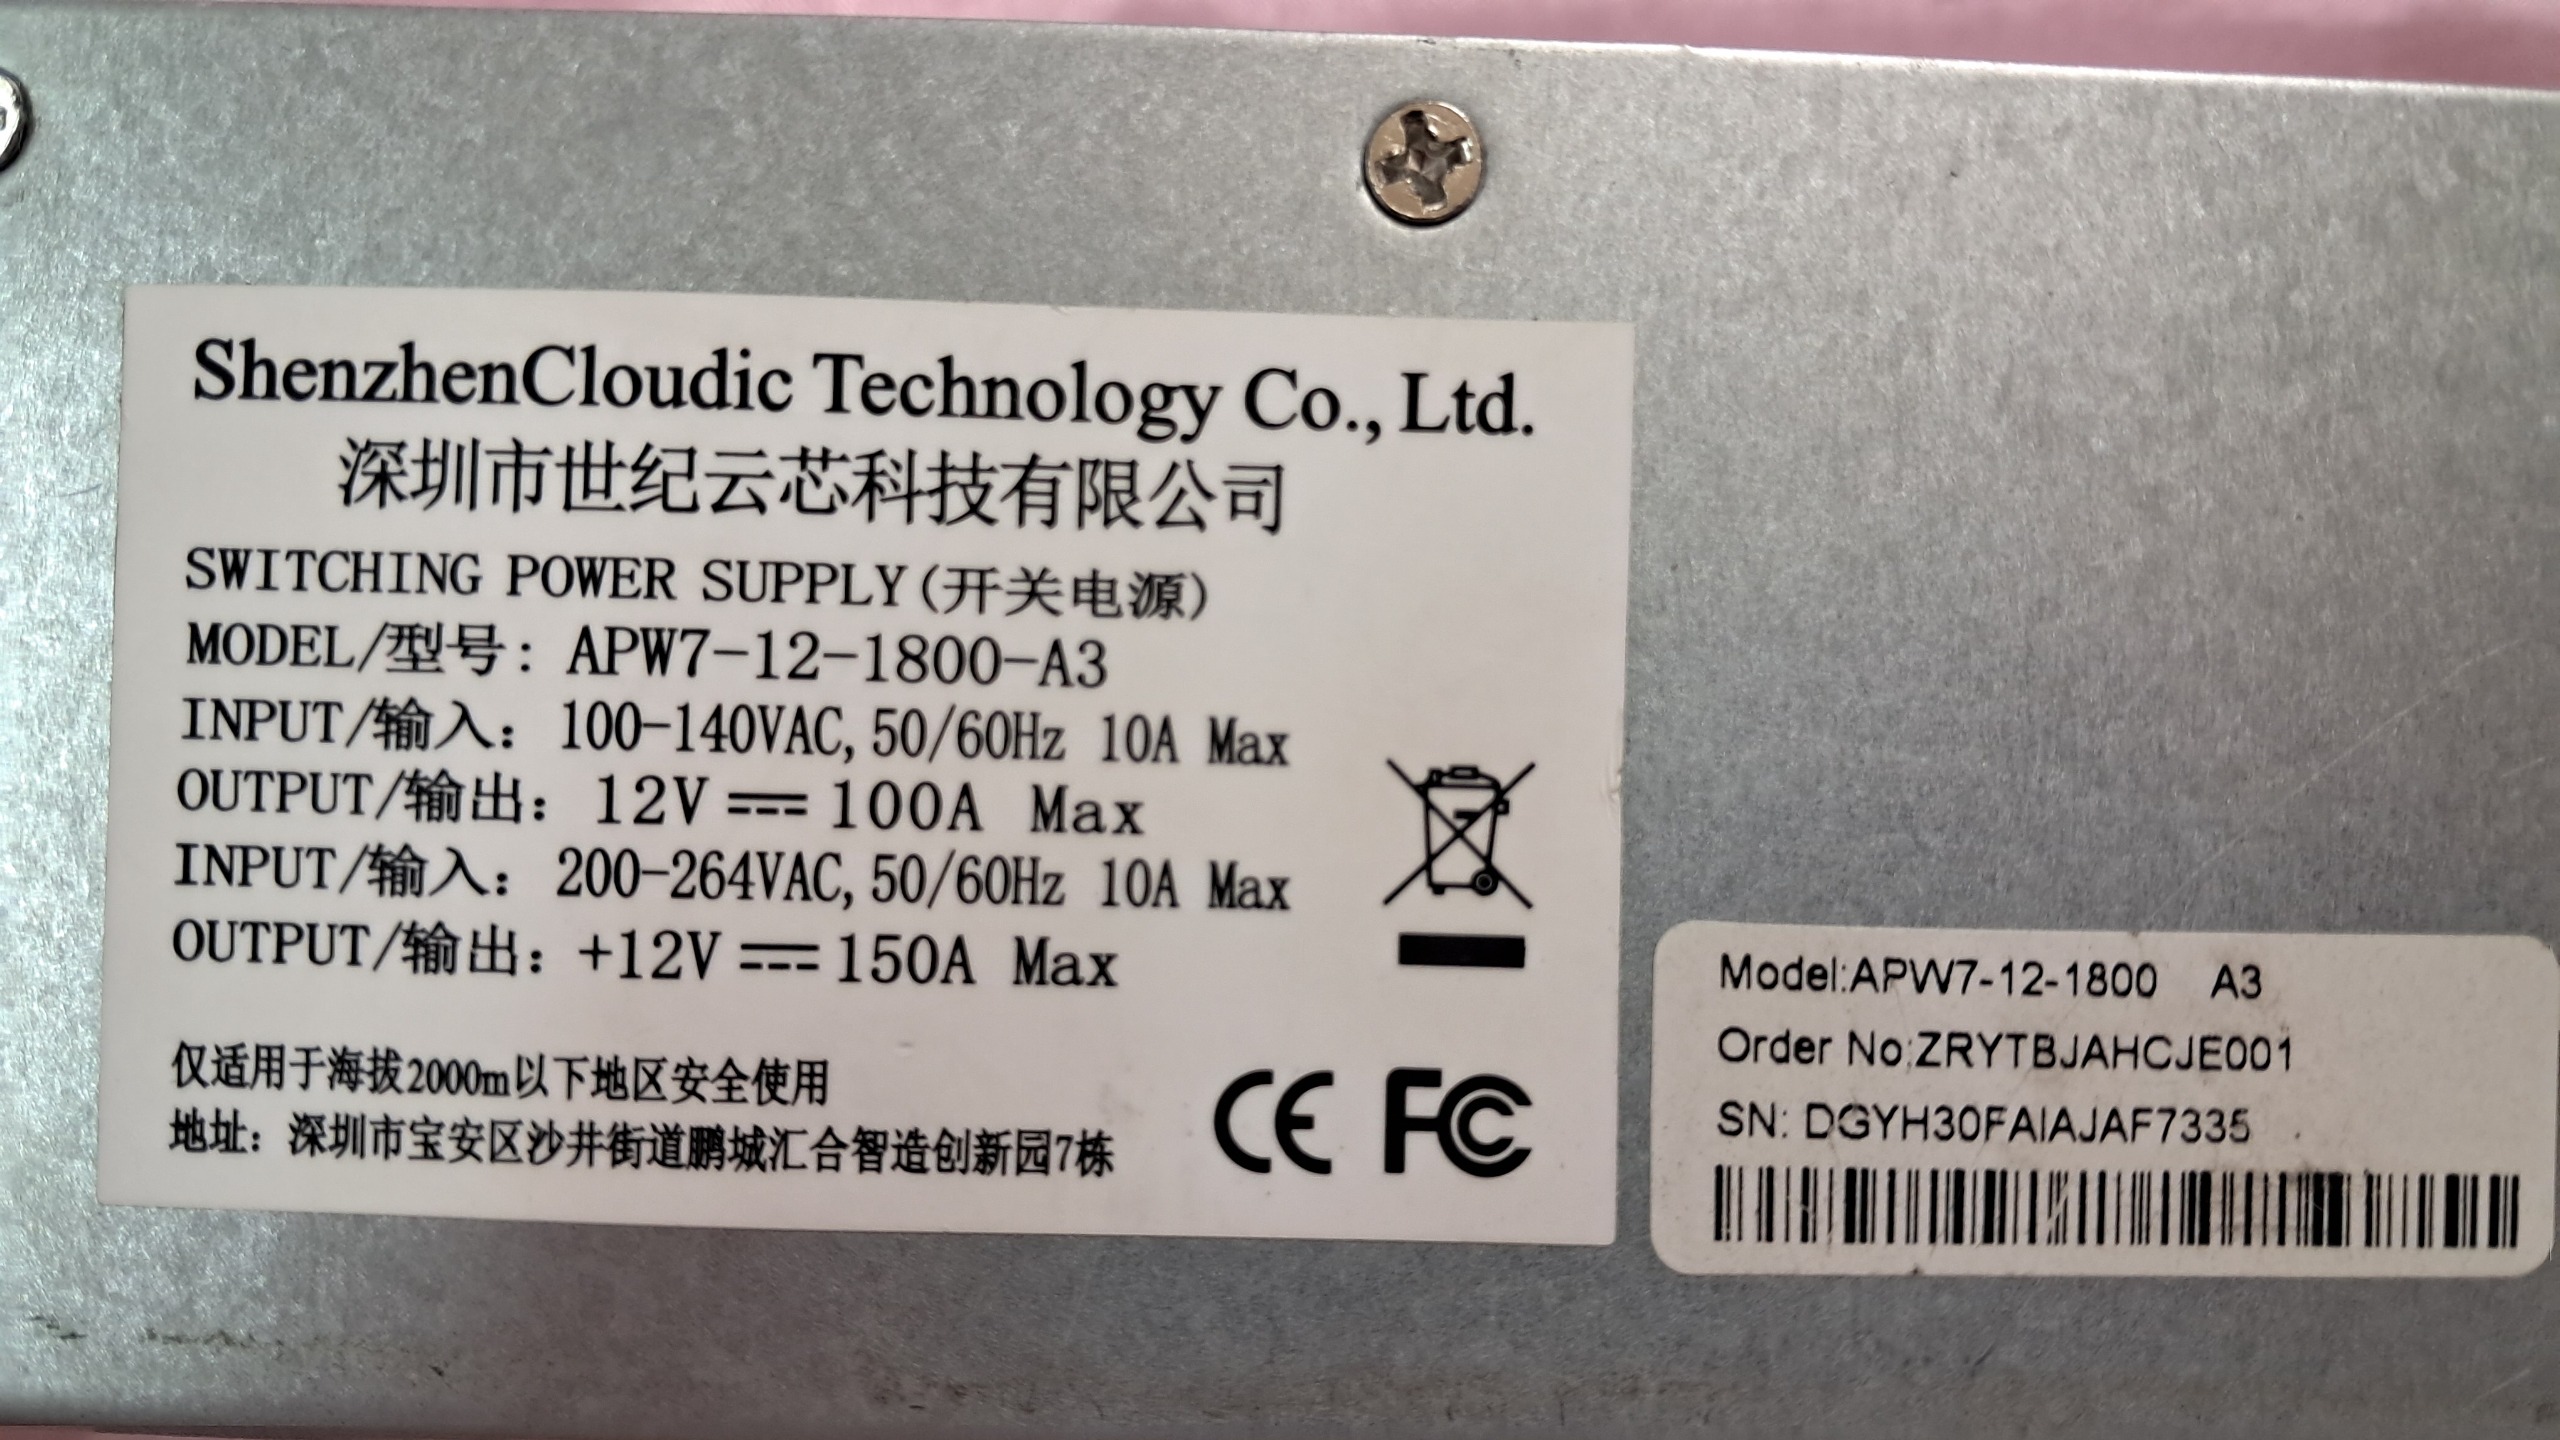 ShenzhenCloudic Technology Co., Ltd.
深圳市世纪云芯科技有限公司
SWITCHING POWER SUPPLY(开关电源)
MODEL/型号: APW7-12-1800-A3
INPUT/输入: 100-140VAC,50/60Hz 10A Max
OUTPUT/输出: 12V⎓100A Max
INPUT/输入: 200-264VAC,50/60Hz 10A Max
OUTPUT/输出: +12V⎓150A Max
仅适用于海拔2000m以下地区安全使用
地址: 深圳市宝安区沙井街道鹏城汇合智造创新园7栋
CE FC
Model:APW7-12-1800 A3
Order No:ZRYTBJAHCJE001
SN: DGYH30FAIAJAF7335